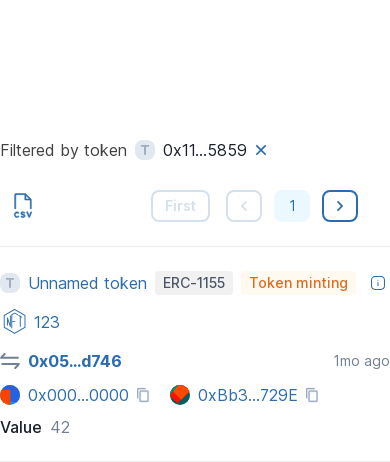 Filtered by token T 0x11...5859
CSV First 1
T Unnamed token ERC-1155 Token minting i
NFT 123
0x05...d746 1mo ago
0x000...0000 0xBb3...729E
Value 42